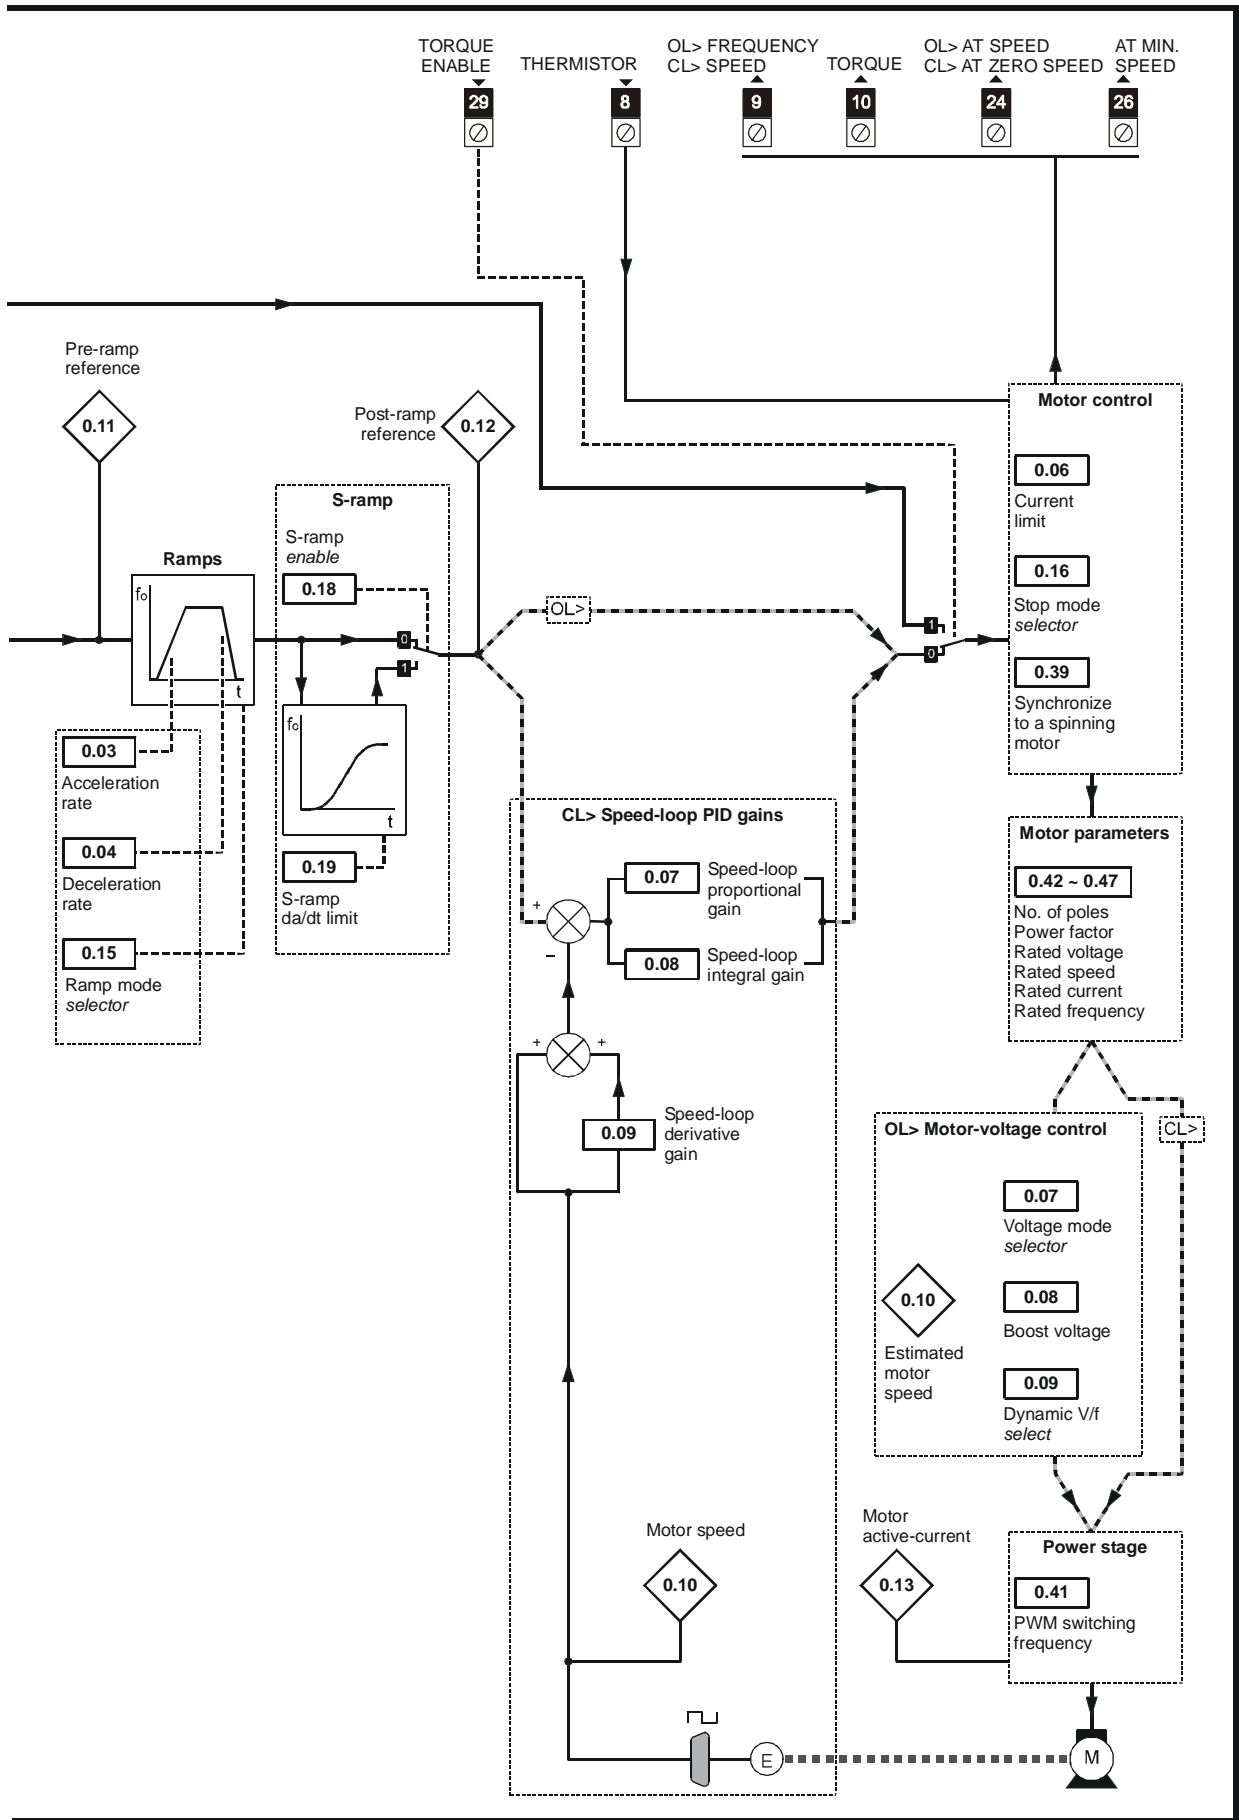 TORQUE
ENABLE
THERMISTOR
OL> FREQUENCY
CL> SPEED
TORQUE
OL> AT SPEED
CL> AT ZERO SPEED
AT MIN.
SPEED
29
8
9
10
24
26
Pre-ramp
reference
0.11
Post-ramp
reference
0.12
Motor control
0.06
Current
limit
0.16
Stop mode
selector
0.39
Synchronize
to a spinning
motor
S-ramp
S-ramp
enable
0.18
Ramps
fo
t
0
1
fo
t
0.19
S-ramp
da/dt limit
OL>
1
0
0.03
Acceleration
rate
0.04
Deceleration
rate
0.15
Ramp mode
selector
CL> Speed-loop PID gains
0.07
Speed-loop
proportional
gain
+
–
0.08
Speed-loop
integral gain
+
+
0.09
Speed-loop
derivative
gain
Motor parameters
0.42 ~ 0.47
No. of poles
Power factor
Rated voltage
Rated speed
Rated current
Rated frequency
OL> Motor-voltage control
CL>
0.07
Voltage mode
selector
0.10
Estimated
motor
speed
0.08
Boost voltage
0.09
Dynamic V/f
select
Motor speed
0.10
Motor
active-current
0.13
Power stage
0.41
PWM switching
frequency
E
M